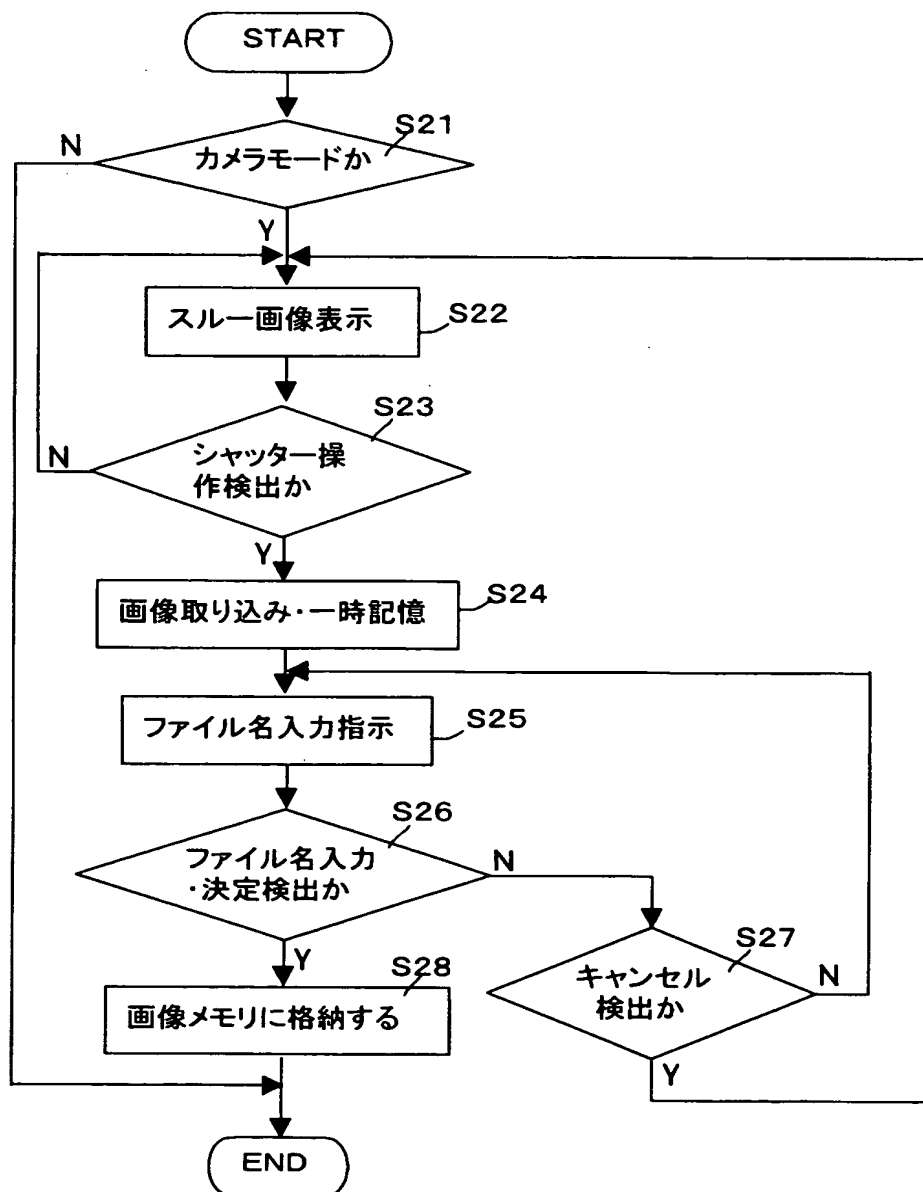 START
S21
N
カメラモードか
Y
スルー画像表示
S22
S23
N
シャッター操
作検出か
Y
S24
画像取り込み・一時記憶
ファイル名入力指示
S25
S26
ファイル名入力
・決定検出か
N
Y
S27
キャンセル
検出か
N
Y
S28
画像メモリに格納する
END